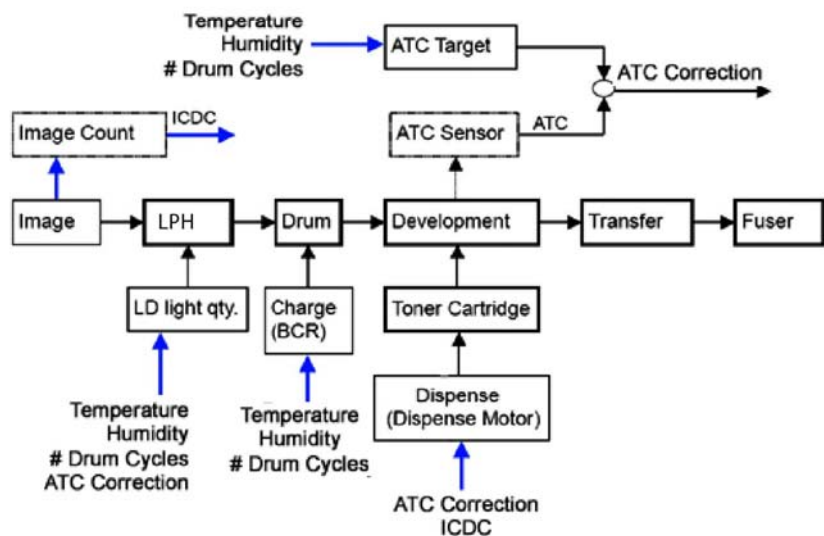 Temperature
Humidity
# Drum Cycles
ATC Target
ATC Correction
ICDC
Image Count
ATC Sensor
ATC
Image
LPH
Drum
Development
Transfer
Fuser
LD light qty.
Charge
(BCR)
Toner Cartridge
Dispense
(Dispense Motor)
Temperature
Humidity
# Drum Cycles
ATC Correction
Temperature
Humidity
# Drum Cycles
ATC Correction
ICDC